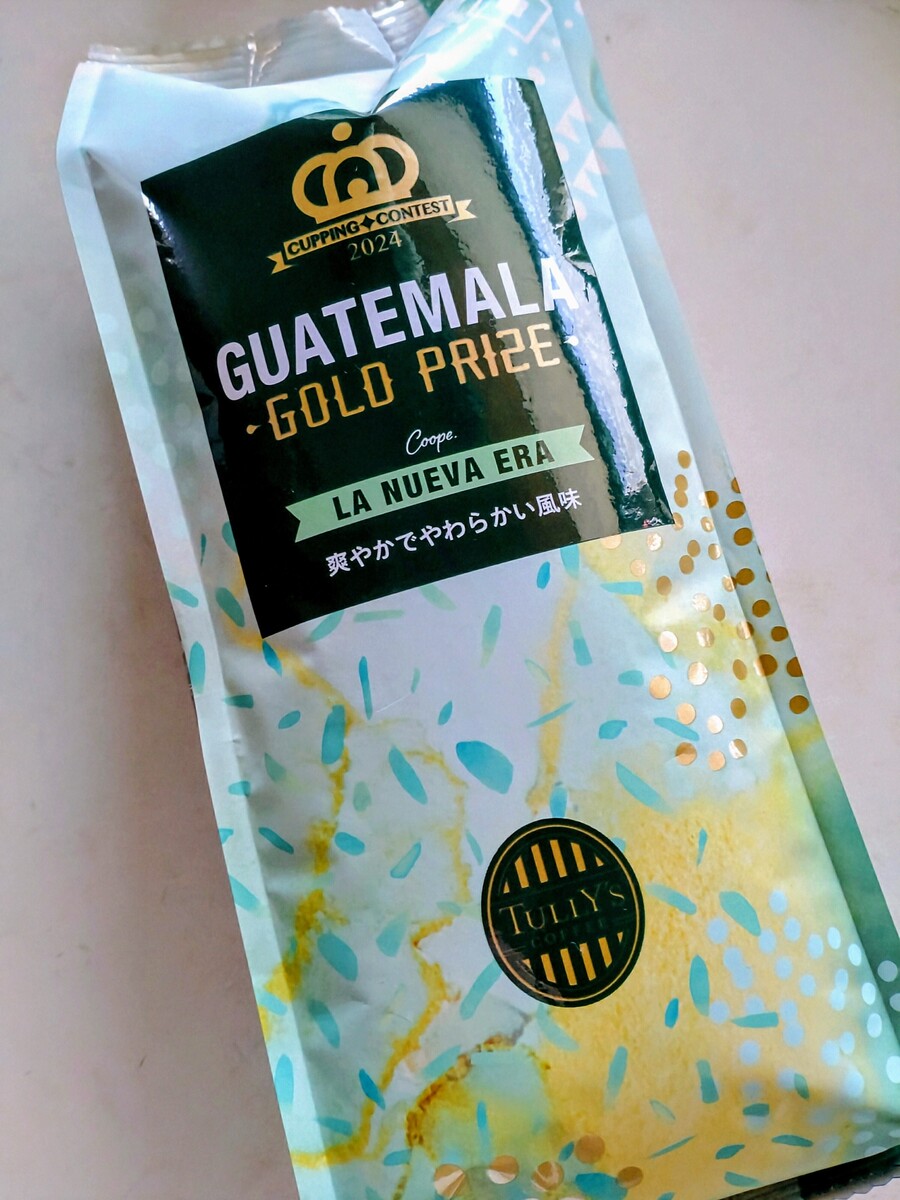 CUPPING✦CONTEST
2024
GUATEMALA
GOLD PRIZE
Coope.
LA NUEVA ERA
爽やかでやわらかい風味
TULLY'S
COFFEE